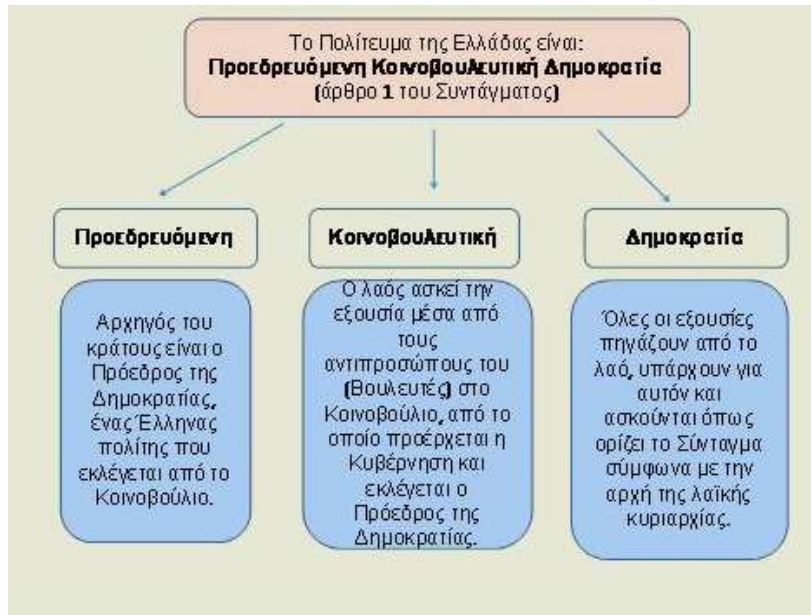 Το Πολίτευμα της Ελλάδας είναι:
Προεδρευόμενη Κοινοβουλευτική Δημοκρατία
(άρθρο 1 του Συντάγματος)
Προεδρευόμενη
Κοινοβουλευτική
Δημοκρατία
Αρχηγός του
κράτους είναι ο
Πρόεδρος της
Δημοκρατίας,
ένας Έλληνας
πολίτης που
εκλέγεται από το
Κοινοβούλιο.
Ο λαός ασκεί την
εξουσία μέσα από
τους
αντιπροσώπους του
(Βουλευτές) στο
Κοινοβούλιο, από το
οποίο προέρχεται η
Κυβέρνηση και
εκλέγεται ο
Πρόεδρος της
Δημοκρατίας.
Όλες οι εξουσίες
πηγάζουν από το
λαό, υπάρχουν για
αυτόν και
ασκούνται όπως
ορίζει το Σύνταγμα
σύμφωνα με την
αρχή της λαϊκής
κυριαρχίας.